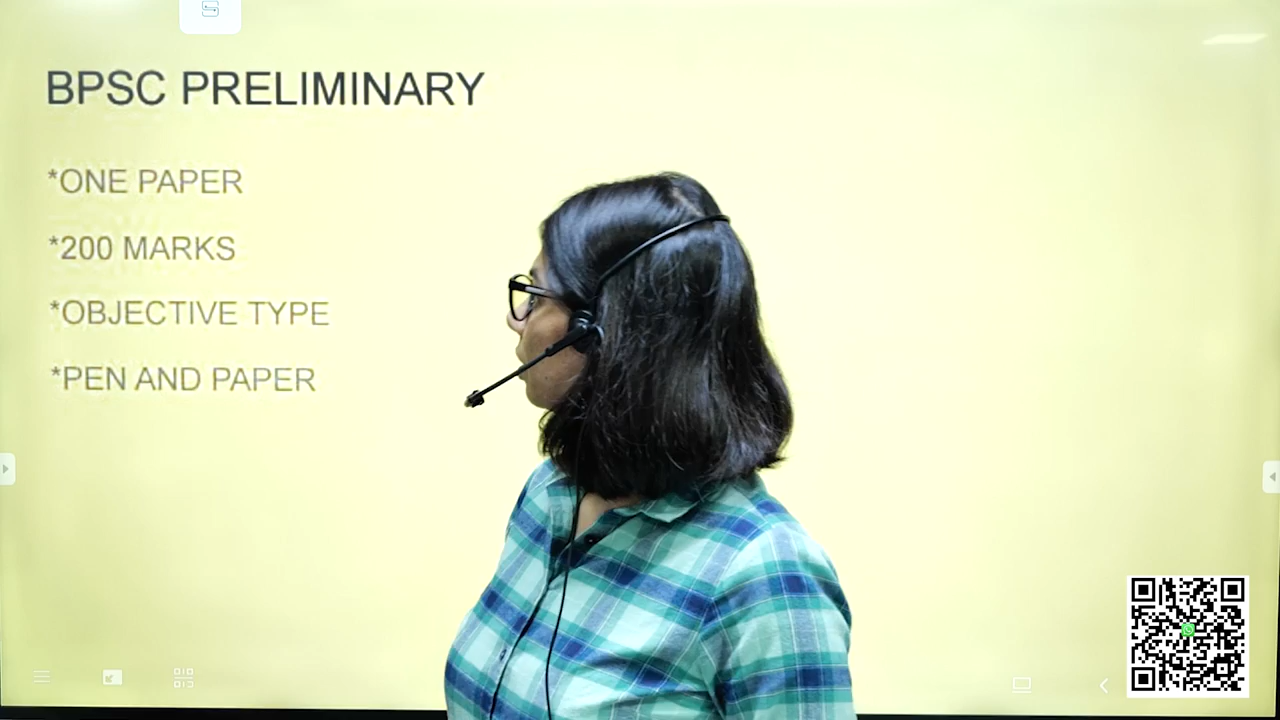 BPSC PRELIMINARY
*ONE PAPER
*200 MARKS
*OBJECTIVE TYPE
*PEN AND PAPER